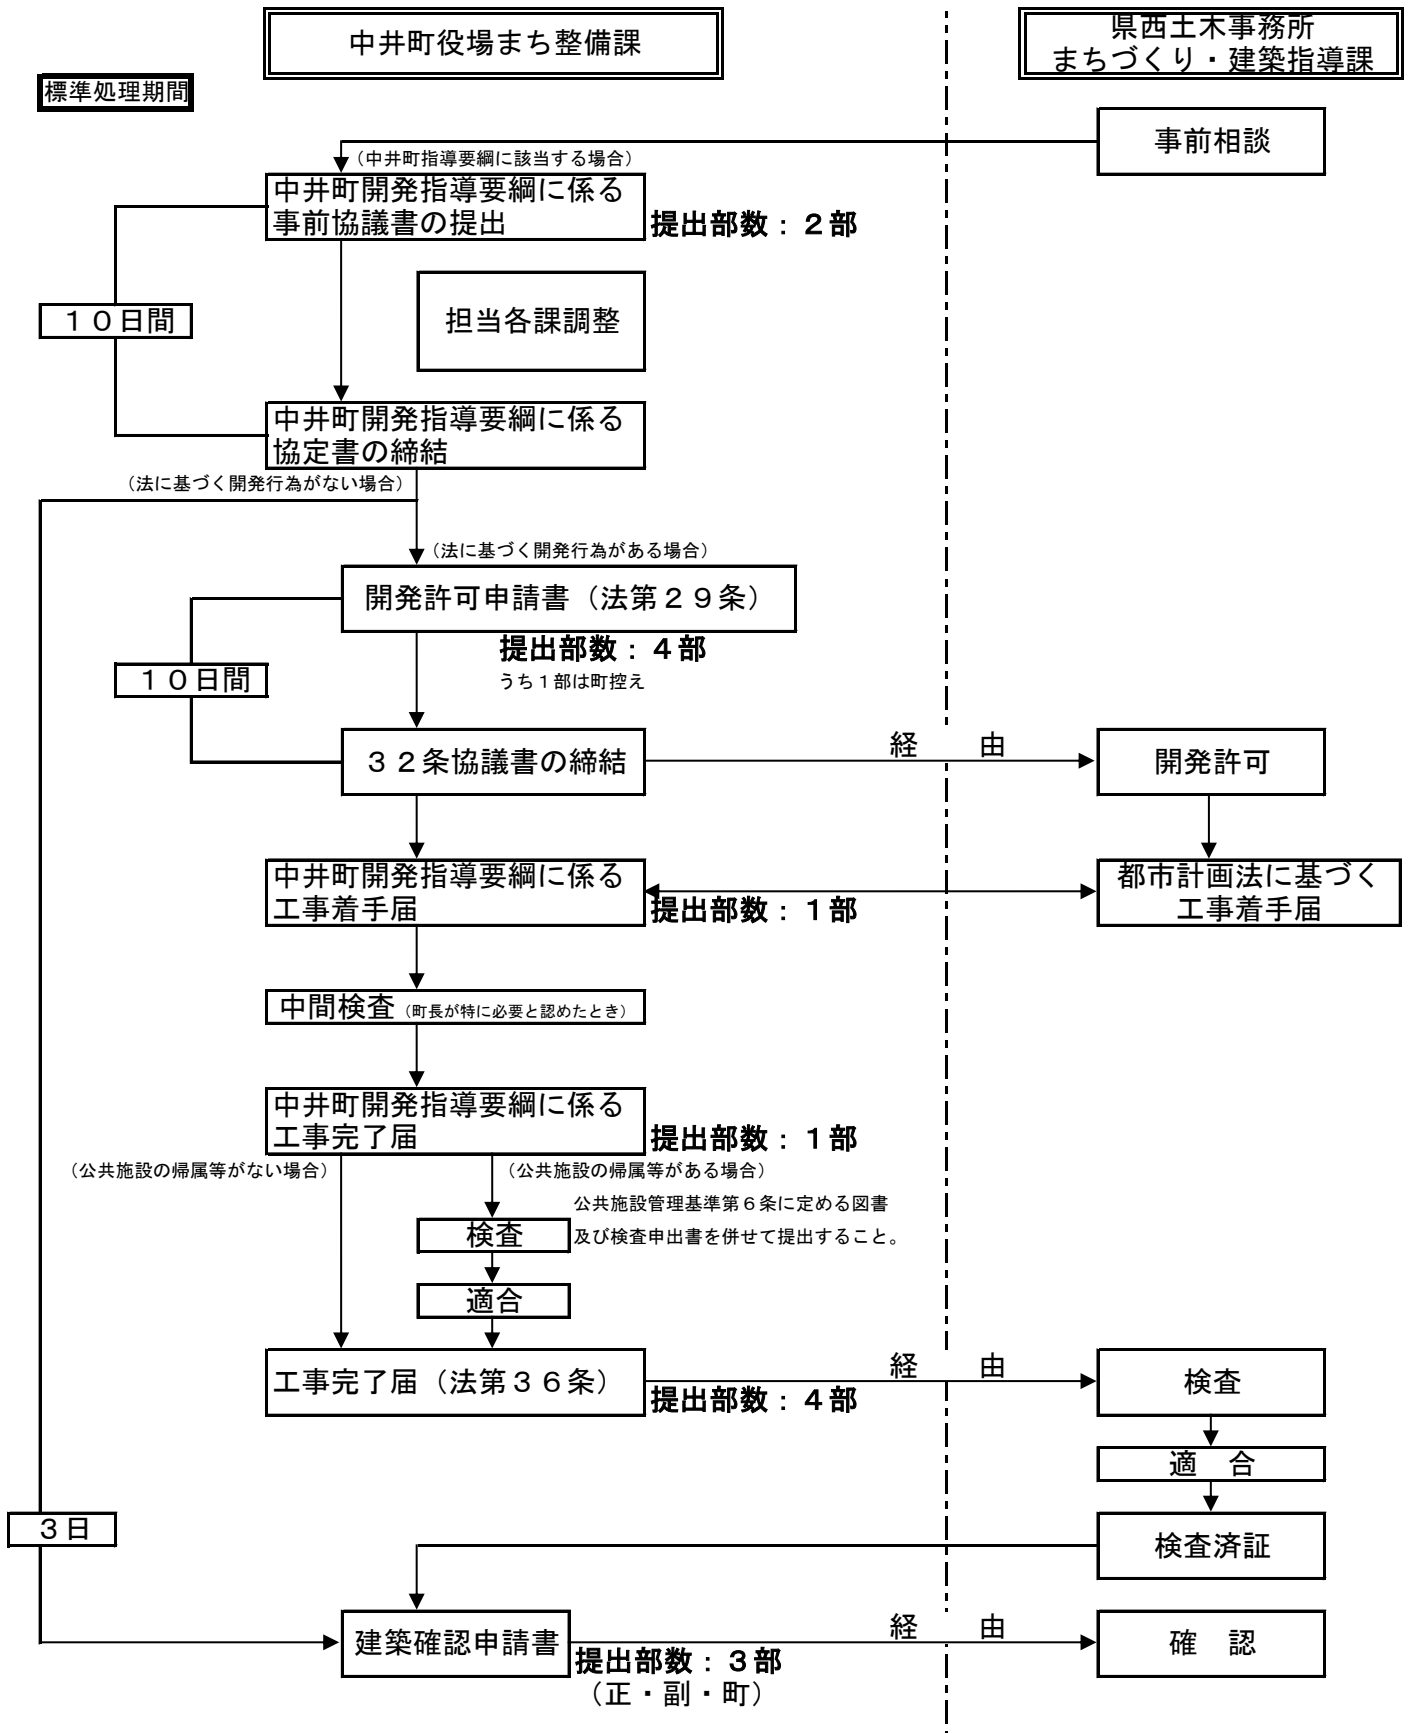 中井町役場まち整備課
県西土木事務所
まちづくり・建築指導課
標準処理期間
事前相談
（中井町指導要綱に該当する場合）
中井町開発指導要綱に係る
事前協議書の提出
提出部数：２部
１０日間
担当各課調整
中井町開発指導要綱に係る
協定書の締結
（法に基づく開発行為がない場合）
（法に基づく開発行為がある場合）
開発許可申請書（法第２９条）
提出部数：４部
うち１部は町控え
１０日間
３２条協議書の締結
経　　由
開発許可
中井町開発指導要綱に係る
工事着手届
提出部数：１部
都市計画法に基づく
工事着手届
中間検査（町長が特に必要と認めたとき）
中井町開発指導要綱に係る
工事完了届
提出部数：１部
（公共施設の帰属等がない場合）
（公共施設の帰属等がある場合）
公共施設管理基準第６条に定める図書
及び検査申出書を併せて提出すること。
検査
適合
工事完了届（法第３６条）
提出部数：４部
経　　由
検査
適　合
３日
検査済証
建築確認申請書
提出部数：３部
（正・副・町）
経　　由
確　認